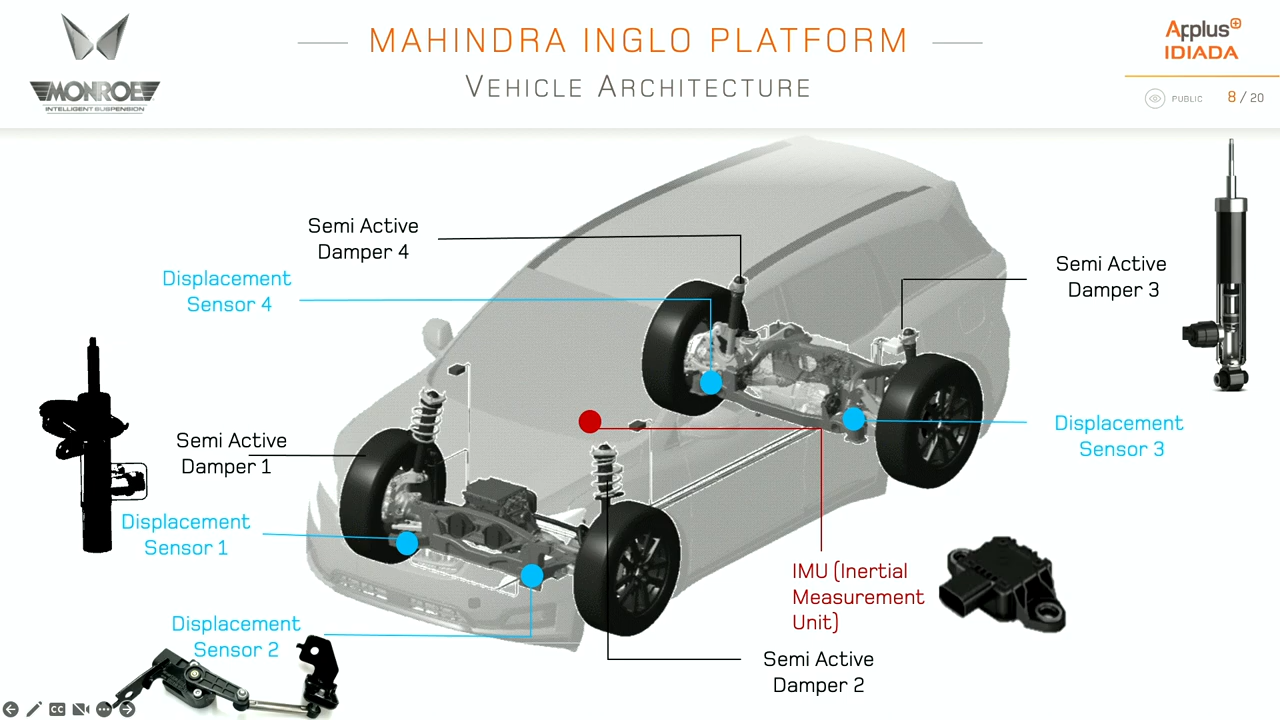 MAHINDRA INGLO PLATFORM
VEHICLE ARCHITECTURE
MONROE
INTELLIGENT SUSPENSION
Applus+
IDIADA
PUBLIC
8 / 20
Semi Active
Damper 4
Displacement
Sensor 4
Semi Active
Damper 3
Displacement
Sensor 3
Semi Active
Damper 1
Displacement
Sensor 1
IMU (Inertial
Measurement
Unit)
Displacement
Sensor 2
Semi Active
Damper 2
CC